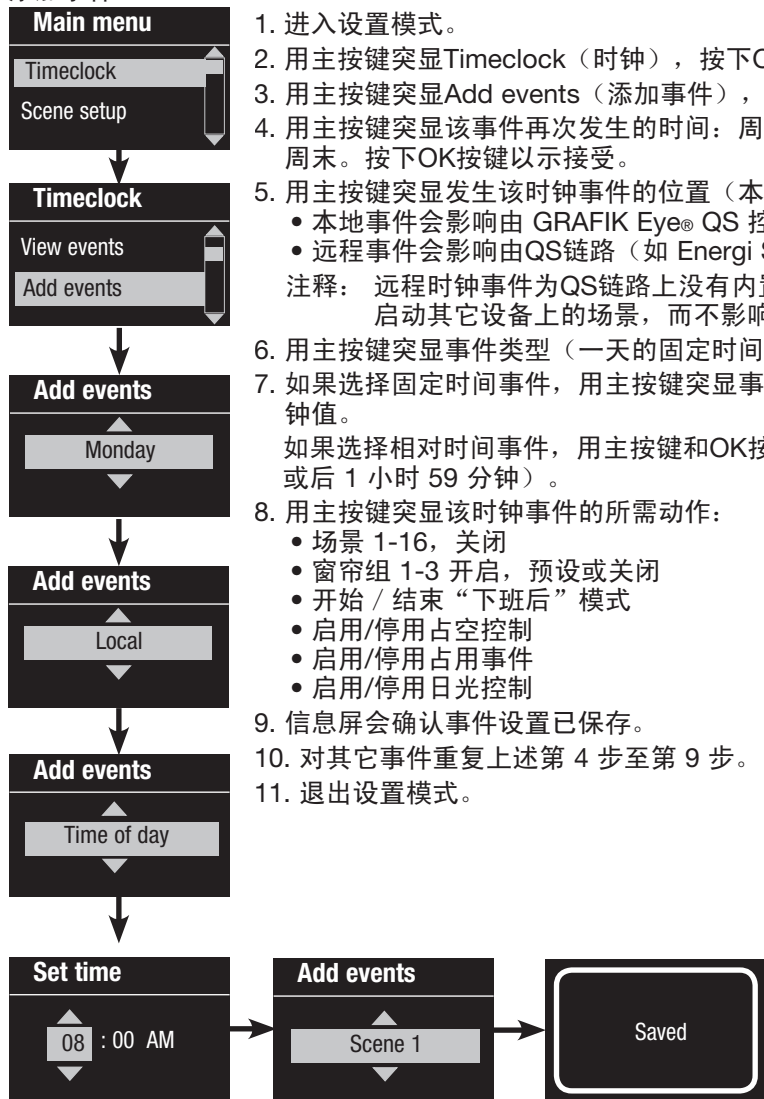 Main menu
Timeclock
Scene setup
Timeclock
View events
Add events
Add events
Monday
Add events
Local
Add events
Time of day
Set time
08 : 00 AM
Add events
Scene 1
Saved
1. 进入设置模式。
2. 用主按键突显Timeclock（时钟），按下
3. 用主按键突显Add events（添加事件），
4. 用主按键突显该事件再次发生的时间：周
周末。按下OK按键以示接受。
5. 用主按键突显发生该时钟事件的位置（本
• 本地事件会影响由 GRAFIK Eye® QS 控
• 远程事件会影响由QS链路（如 Energi
注释： 远程时钟事件为QS链路上没有内置
启动其它设备上的场景，而不影响
6. 用主按键突显事件类型（一天的固定时间
7. 如果选择固定时间事件，用主按键突显事
钟值。
如果选择相对时间事件，用主按键和OK按
或后 1 小时 59 分钟）。
8. 用主按键突显该时钟事件的所需动作：
• 场景 1-16，关闭
• 窗帘组 1-3 开启，预设或关闭
• 开始 / 结束“下班后”模式
• 启用/停用占空控制
• 启用/停用占用事件
• 启用/停用日光控制
9. 信息屏会确认事件设置已保存。
10. 对其它事件重复上述第 4 步至第 9 步。
11. 退出设置模式。